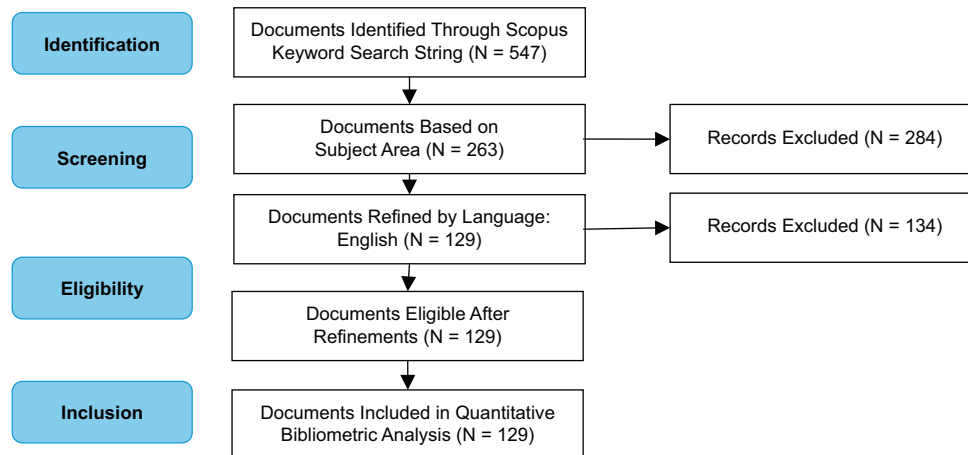 Identification
Documents Identified Through Scopus
Keyword Search String (N = 547)
Screening
Documents Based on
Subject Area (N = 263)
Records Excluded (N = 284)
Documents Refined by Language:
English (N = 129)
Records Excluded (N = 134)
Eligibility
Documents Eligible After
Refinements (N = 129)
Inclusion
Documents Included in Quantitative
Bibliometric Analysis (N = 129)